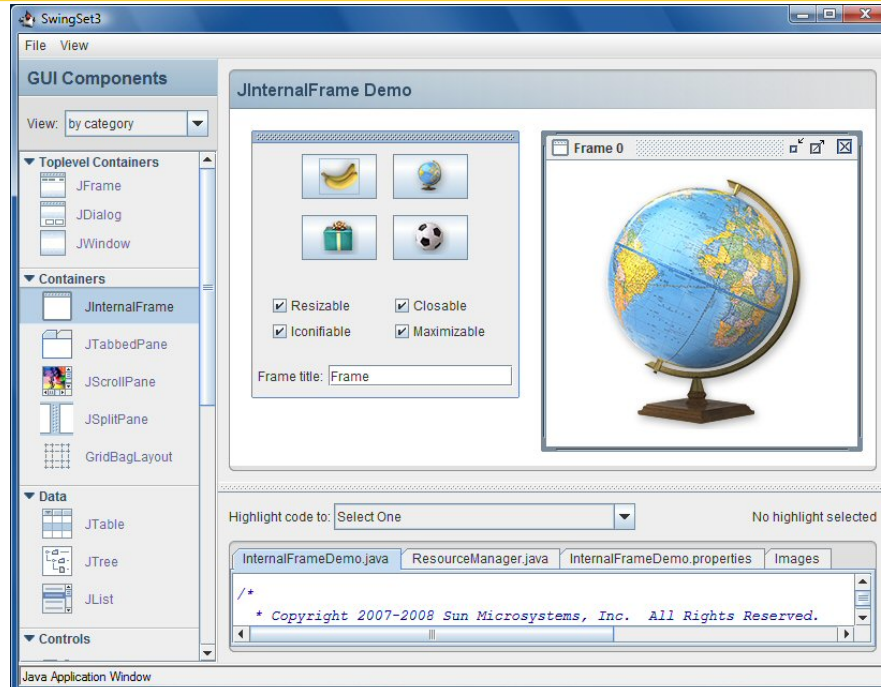 SwingSet3
File View
GUI Components
View: by category
Toplevel Containers
JFrame
JDialog
JWindow
Containers
JInternalFrame
JTabbedPane
JScrollPane
JSplitPane
GridBagLayout
Data
JTable
JTree
JList
Controls
JInternalFrame Demo
Resizable Closable
Iconifiable Maximizable
Frame title: Frame
Frame 0
Highlight code to: Select One No highlight selected
InternalFrameDemo.java ResourceManager.java InternalFrameDemo.properties Images
/*
* Copyright 2007-2008 Sun Microsystems, Inc. All Rights Reserved.
Java Application Window